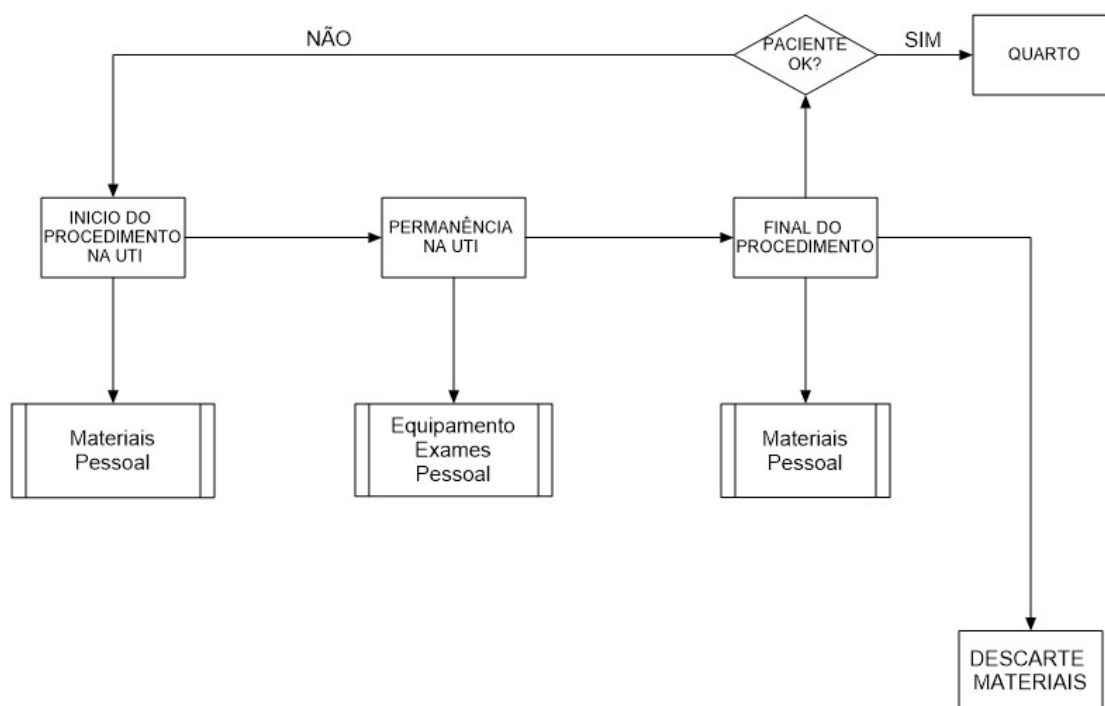 NÃO
PACIENTE
OK?
SIM
QUARTO
INICIO DO
PROCEDIMENTO
NA UTI
PERMANÊNCIA
NA UTI
FINAL DO
PROCEDIMENTO
Materiais
Pessoal
Equipamento
Exames
Pessoal
Materiais
Pessoal
DESCARTE
MATERIAIS